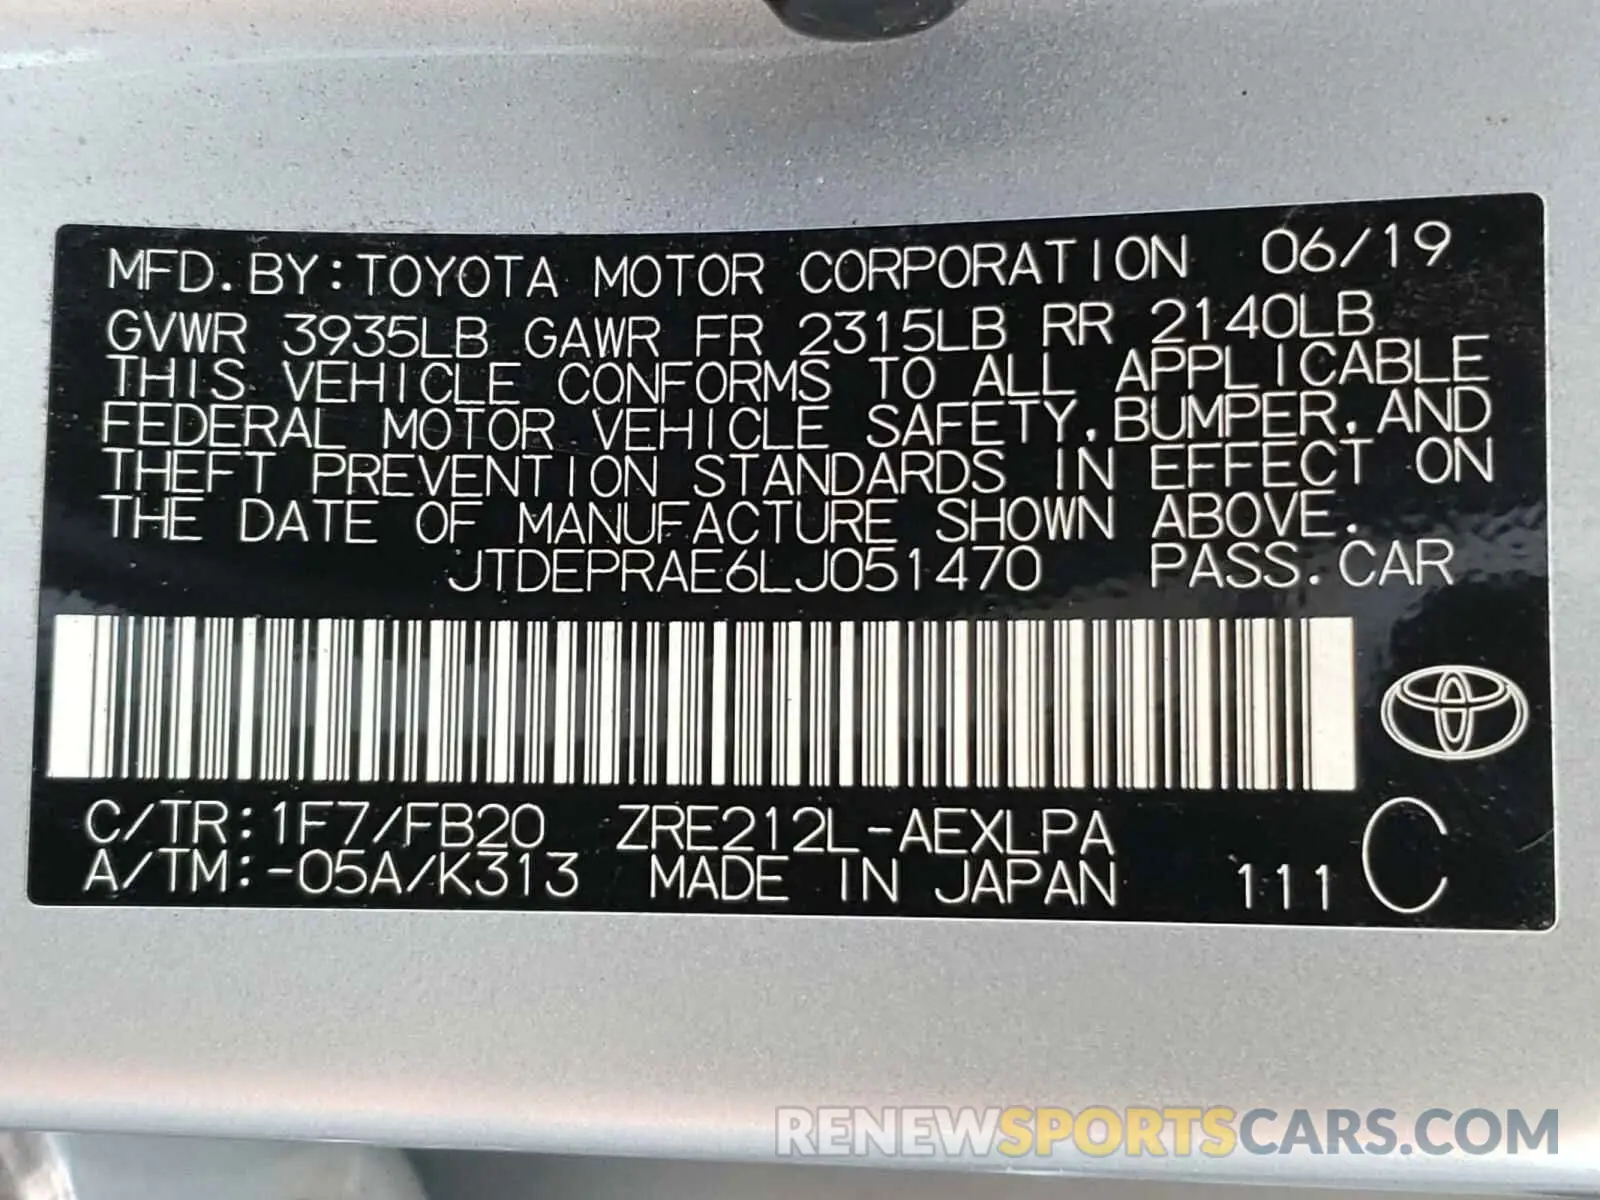 MFD. BY: TOYOTA MOTOR CORPORATION 06/19
GVWR 3935LB GAWR FR 2315LB RR 2140LB
THIS VEHICLE CONFORMS TO ALL APPLICABLE
FEDERAL MOTOR VEHICLE SAFETY, BUMPER, AND
THEFT PREVENTION STANDARDS IN EFFECT ON
THE DATE OF MANUFACTURE SHOWN ABOVE.
JTDEPRAE6LJ051470 PASS. CAR
C/TR: 1F7/FB20 ZRE212L-AEXLPA
A/TM: -05A/K313 MADE IN JAPAN 111 C
RENEWSPORTSCARS.COM